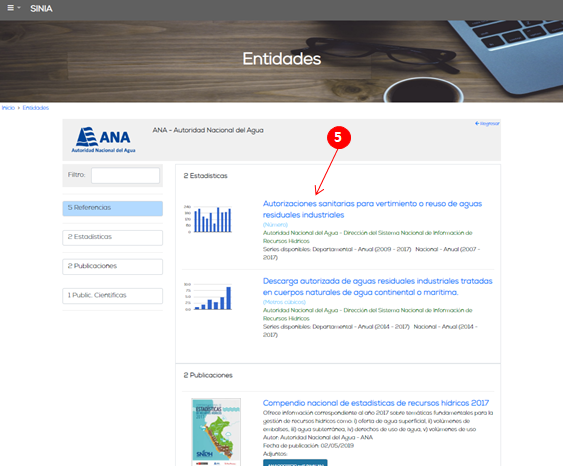 SINIA
Entidades
Inicio > Entidades
ANA
Autoridad Nacional del Agua
ANA - Autoridad Nacional del Agua
Regresar
5
Filtro:
5 Referencias
2 Estadísticas
2 Publicaciones
1 Public. Científicas
2 Estadísticas
Autorizaciones sanitarias para vertimiento o reuso de aguas
residuales industriales
(Número)
Autoridad Nacional del Agua - Dirección del Sistema Nacional de Información de
Recursos Hídricos
Series disponibles: Departamental - Anual (2009 - 2017) Nacional - Anual (2007 -
2017)
Descarga autorizada de aguas residuales industriales tratadas
en cuerpos naturales de agua continental o marítima.
(Metros cúbicos)
Autoridad Nacional del Agua - Dirección del Sistema Nacional de Información de
Recursos Hídricos
Series disponibles: Departamental - Anual (2014 - 2017) Nacional - Anual (2014 -
2017)
2 Publicaciones
ESTADÍSTICAS
Compendio nacional de estadísticas de recursos hídricos 2017
Ofrece información correspondiente al año 2017 sobre temáticas fundamentales para la
gestión de recursos hídricos como: i) oferta de agua superficial, ii) volúmenes de
embalses, iii) agua subterránea, iv) derechos de uso de agua, v) volúmenes de uso
Autor: Autoridad Nacional del Agua - ANA
Fecha de publicación: 02/05/2019
Adjuntos: